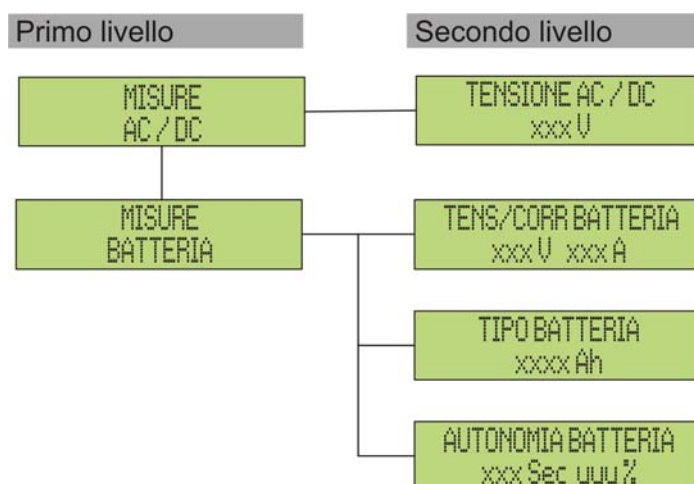 Primo livello
Secondo livello
MISURE
AC / DC
TENSIONE AC / DC
xxx V
MISURE
BATTERIA
TENS/CORR BATTERIA
xxx V xxx A
TIPO BATTERIA
xxxx Ah
AUTONOMIA BATTERIA
xxx Sec yyy %